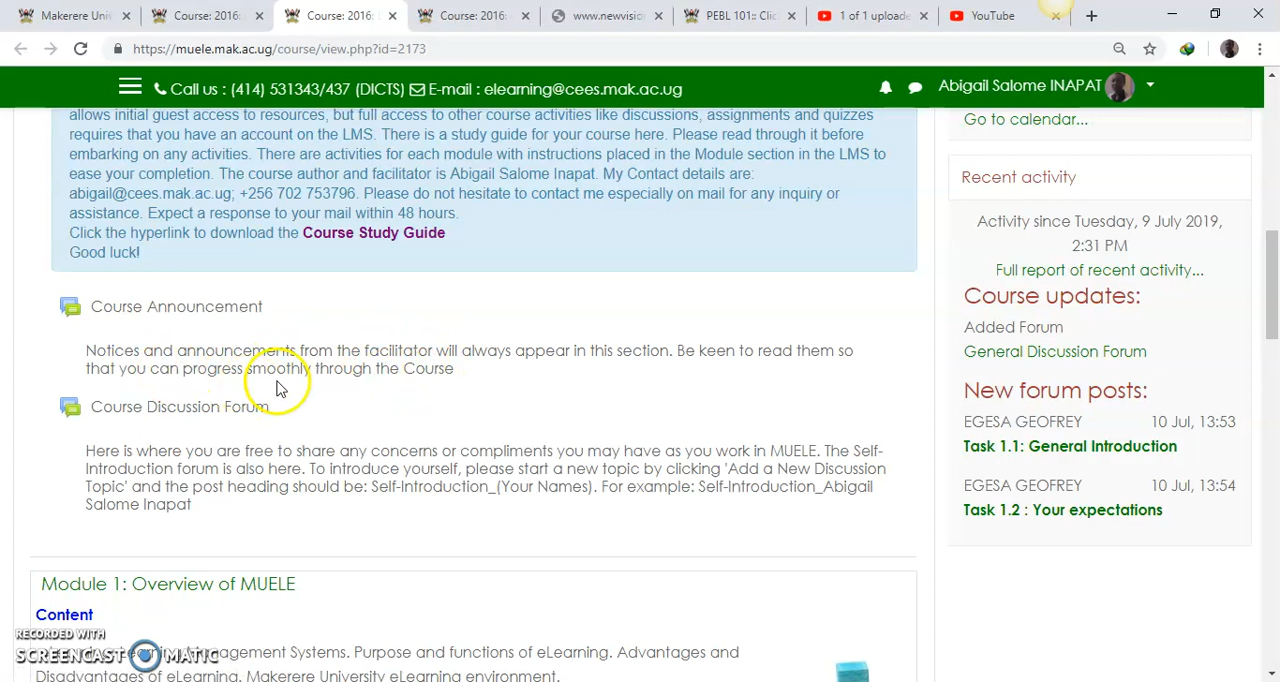 Makerere Uni
Course: 2016:
Course: 2016:
Course: 2016:
www.newvision
PEBL 101:: Clic
1 of 1 uploade
YouTube
https://muele.mak.ac.ug/course/view.php?id=2173
Call us : (414) 531343/437 (DICTS) E-mail : elearning@cees.mak.ac.ug
Abigail Salome INAPAT
allows initial guest access to resources, but full access to other course activities like discussions, assignments and quizzes
requires that you have an account on the LMS. There is a study guide for your course here. Please read through it before
embarking on any activities. There are activities for each module with instructions placed in the Module section in the LMS to
ease your completion. The course author and facilitator is Abigail Salome Inapat. My Contact details are:
abigail@cees.mak.ac.ug; +256 702 753796. Please do not hesitate to contact me especially on mail for any inquiry or
assistance. Expect a response to your mail within 48 hours.
Click the hyperlink to download the Course Study Guide
Good luck!
Course Announcement
Notices and announcements from the facilitator will always appear in this section. Be keen to read them so
that you can progress smoothly through the Course
Course Discussion Forum
Here is where you are free to share any concerns or compliments you may have as you work in MUELE. The Self-
Introduction forum is also here. To introduce yourself, please start a new topic by clicking 'Add a New Discussion
Topic' and the post heading should be: Self-Introduction_(Your Names). For example: Self-Introduction_Abigail
Salome Inapat
Module 1: Overview of MUELE
Content
Management Systems. Purpose and functions of eLearning. Advantages and
Disadvantages of eLearning. Makerere University eLearning environment.
Go to calendar...
Recent activity
Activity since Tuesday, 9 July 2019,
2:31 PM
Full report of recent activity...
Course updates:
Added Forum
General Discussion Forum
New forum posts:
EGESA GEOFREY 10 Jul, 13:53
Task 1.1: General Introduction
EGESA GEOFREY 10 Jul, 13:54
Task 1.2 : Your expectations
RECORDED WITH
SCREENCAST MATIC